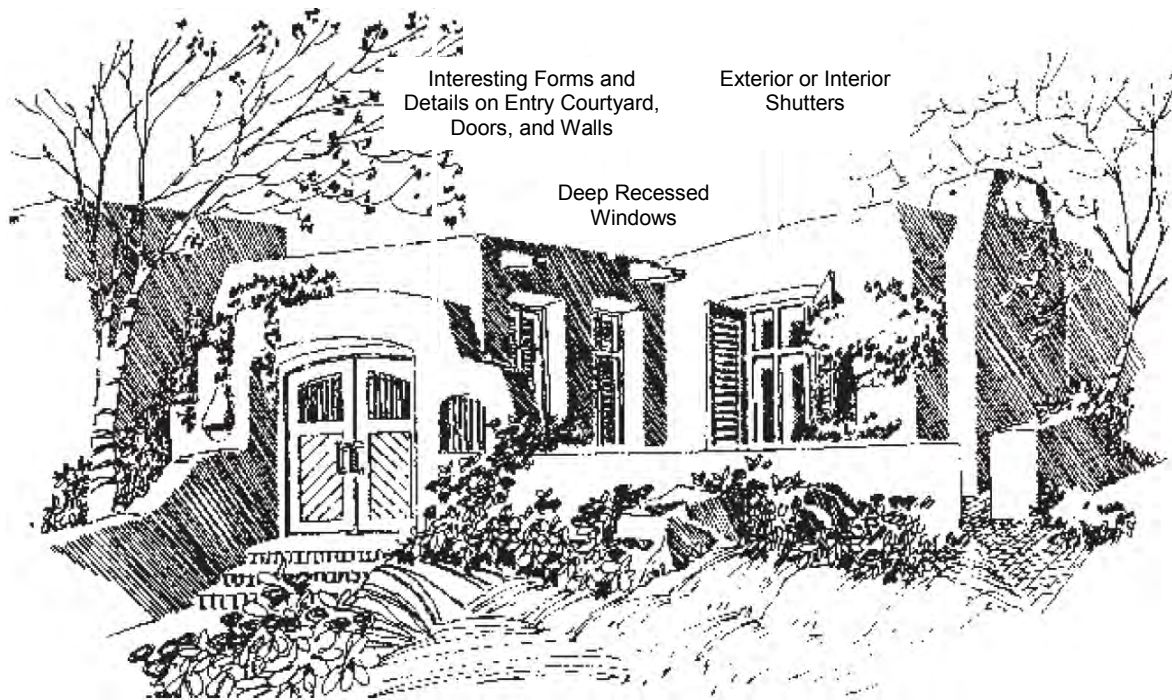 Interesting Forms and
Details on Entry Courtyard,
Doors, and Walls
Exterior or Interior
Shutters
Deep Recessed
Windows